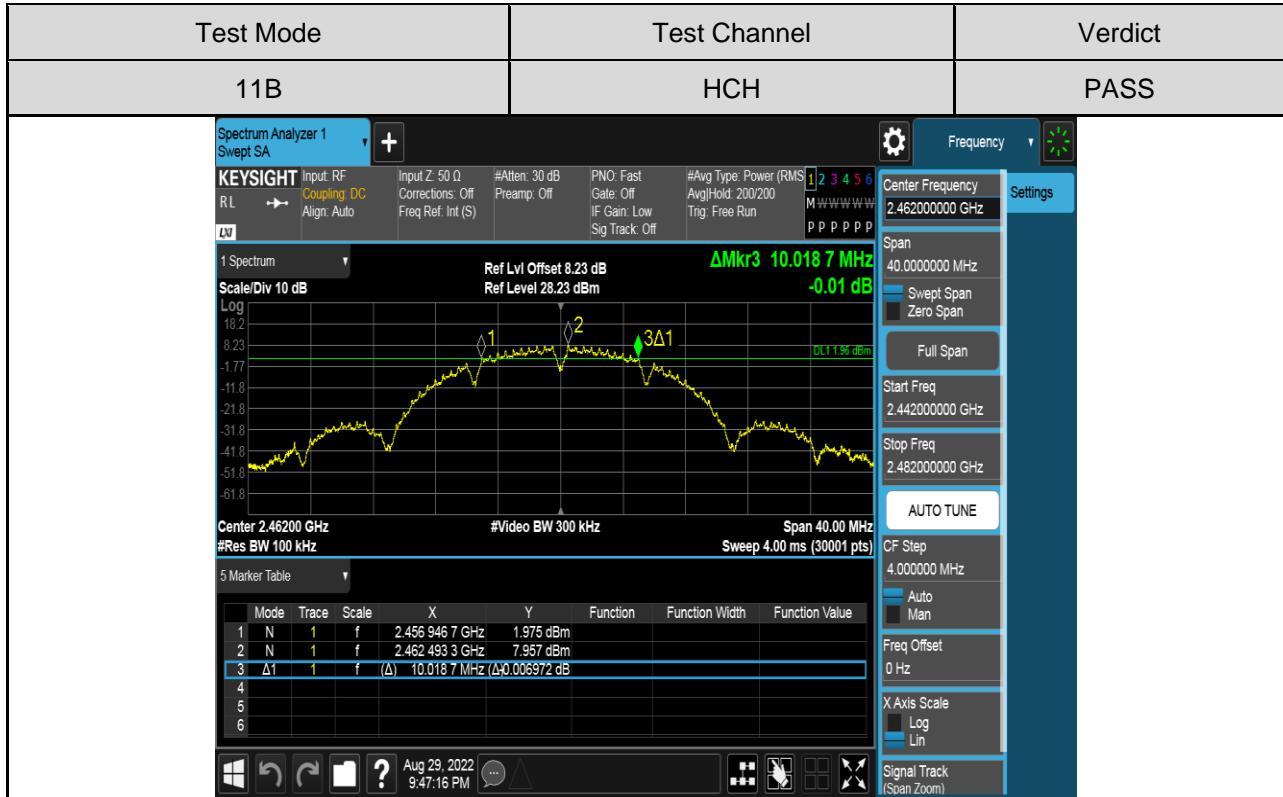 Test Mode Test Channel Verdict
11B HCH PASS
Spectrum Analyzer 1
Swept SA
+
Frequency
KEYSIGHT Input: RF Input Z: 50 Ω #Atten: 30 dB PNO: Fast #Avg Type: Power (RMS 1 2 3 4 5 6
RL Coupling: DC Corrections: Off Preamp: Off Gate: Off Avg|Hold: 200/200 M W W W W W
Align: Auto Freq Ref: Int (S) IF Gain: Low Trig: Free Run
LXI Sig Track: Off P P P P P P
1 Spectrum
Ref Lvl Offset 8.23 dB ΔMkr3 10.018 7 MHz
Scale/Div 10 dB Ref Level 28.23 dBm -0.01 dB
Log
18.2
8.23
-1.77
-11.8
-21.8
-31.8
-41.8
-51.8
-61.8
1
2
3Δ1
DL1 1.96 dBm
Center 2.46200 GHz #Video BW 300 kHz Span 40.00 MHz
#Res BW 100 kHz Sweep 4.00 ms (30001 pts)
5 Marker Table
Mode Trace Scale X Y Function Function Width Function Value
1 N 1 f 2.456 946 7 GHz 1.975 dBm
2 N 1 f 2.462 493 3 GHz 7.957 dBm
3 Δ1 1 f (Δ) 10.018 7 MHz (Δ)-0.006972 dB
4
5
6
Aug 29, 2022
9:47:16 PM
Center Frequency
2.462000000 GHz
Settings
Span
40.0000000 MHz
Swept Span
Zero Span
Full Span
Start Freq
2.442000000 GHz
Stop Freq
2.482000000 GHz
AUTO TUNE
CF Step
4.000000 MHz
Auto
Man
Freq Offset
0 Hz
X Axis Scale
Log
Lin
Signal Track
(Span Zoom)